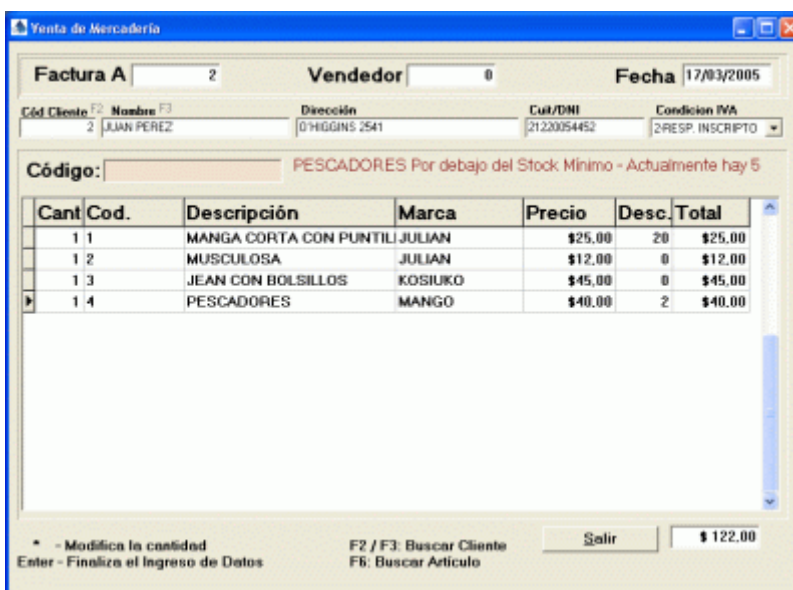 Venta de Mercadería
Factura A 2 Vendedor 0 Fecha 17/03/2005
Cód Cliente F2 Nombre F3 Dirección Cuit/DNI Condicion IVA
2 JUAN PEREZ O'HIGGINS 2541 21220054452 2-RESP. INSCRIPTO
Código: PESCADORES Por debajo del Stock Mínimo - Actualmente hay 5
Cant Cod. Descripción Marca Precio Desc. Total
1 1 MANGA CORTA CON PUNTILI JULIAN $25,00 20 $25,00
1 2 MUSCULOSA JULIAN $12,00 0 $12,00
1 3 JEAN CON BOLSILLOS KOSIUKO $45,00 0 $45,00
1 4 PESCADORES MANGO $40,00 2 $40,00
* - Modifica la cantidad F2 / F3: Buscar Cliente Salir $ 122,00
Enter - Finaliza el Ingreso de Datos F6: Buscar Artículo